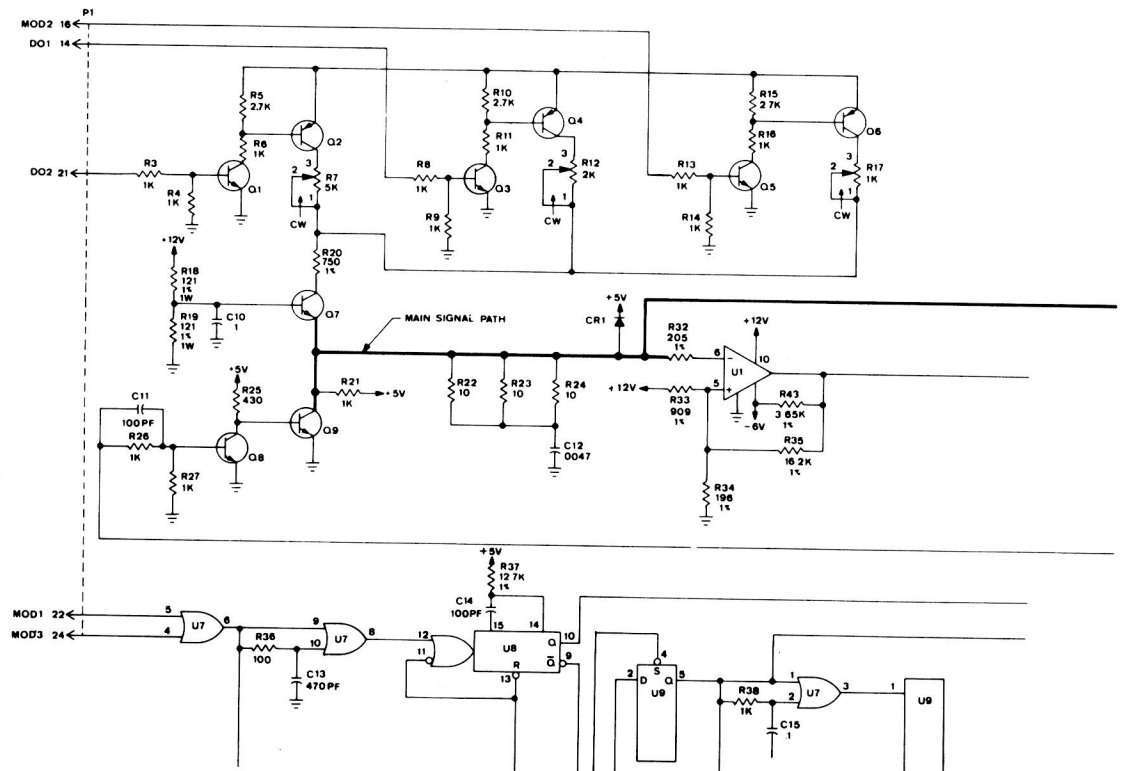 P1
MOD2 16
DO1 14
R5
2.7K
R6
1K
Q2
R10
2.7K
R11
1K
Q4
R15
2.7K
R16
1K
Q6
DO2 21
R3
1K
R4
1K
Q1
2
3
R7
5K
1
CW
R8
1K
R9
1K
Q3
2
3
R12
2K
1
CW
R13
1K
R14
1K
Q5
2
3
R17
1K
1
CW
+12V
R18
121
1%
1W
R19
121
1%
1W
C10
.1
R20
750
1%
Q7
MAIN SIGNAL PATH
+5V
CR1
R32
205
1%
+12V
6
10
U1
5
+12V
R33
909
1%
-6V
R43
3.65K
1%
R35
16.2K
1%
R34
196
1%
+5V
R25
430
R21
1K
+5V
R22
10
R23
10
R24
10
C12
0047
C11
100PF
R26
1K
R27
1K
Q8
Q9
+5V
R37
12.7K
1%
C14
100PF
MOD1 22
MOD3 24
5
4
U7
6
R36
100
C13
470PF
9
10
U7
8
12
11
15
14
U8
Q
10
Q̅
9
R
13
4
S
2
D
Q
5
U9
R38
1K
C15
.1
1
2
U7
3
1
U9